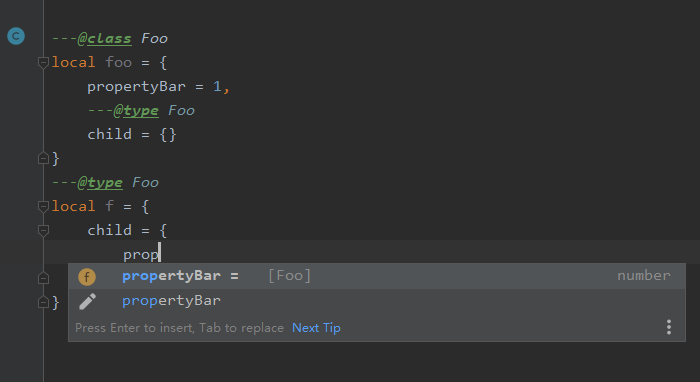 ---@class Foo
C
local foo = {
propertyBar = 1,
---@type Foo
child = {}
}
---@type Foo
local f = {
child = {
prop
f propertyBar = [Foo] number
propertyBar
}
Press Enter to insert, Tab to replace Next Tip